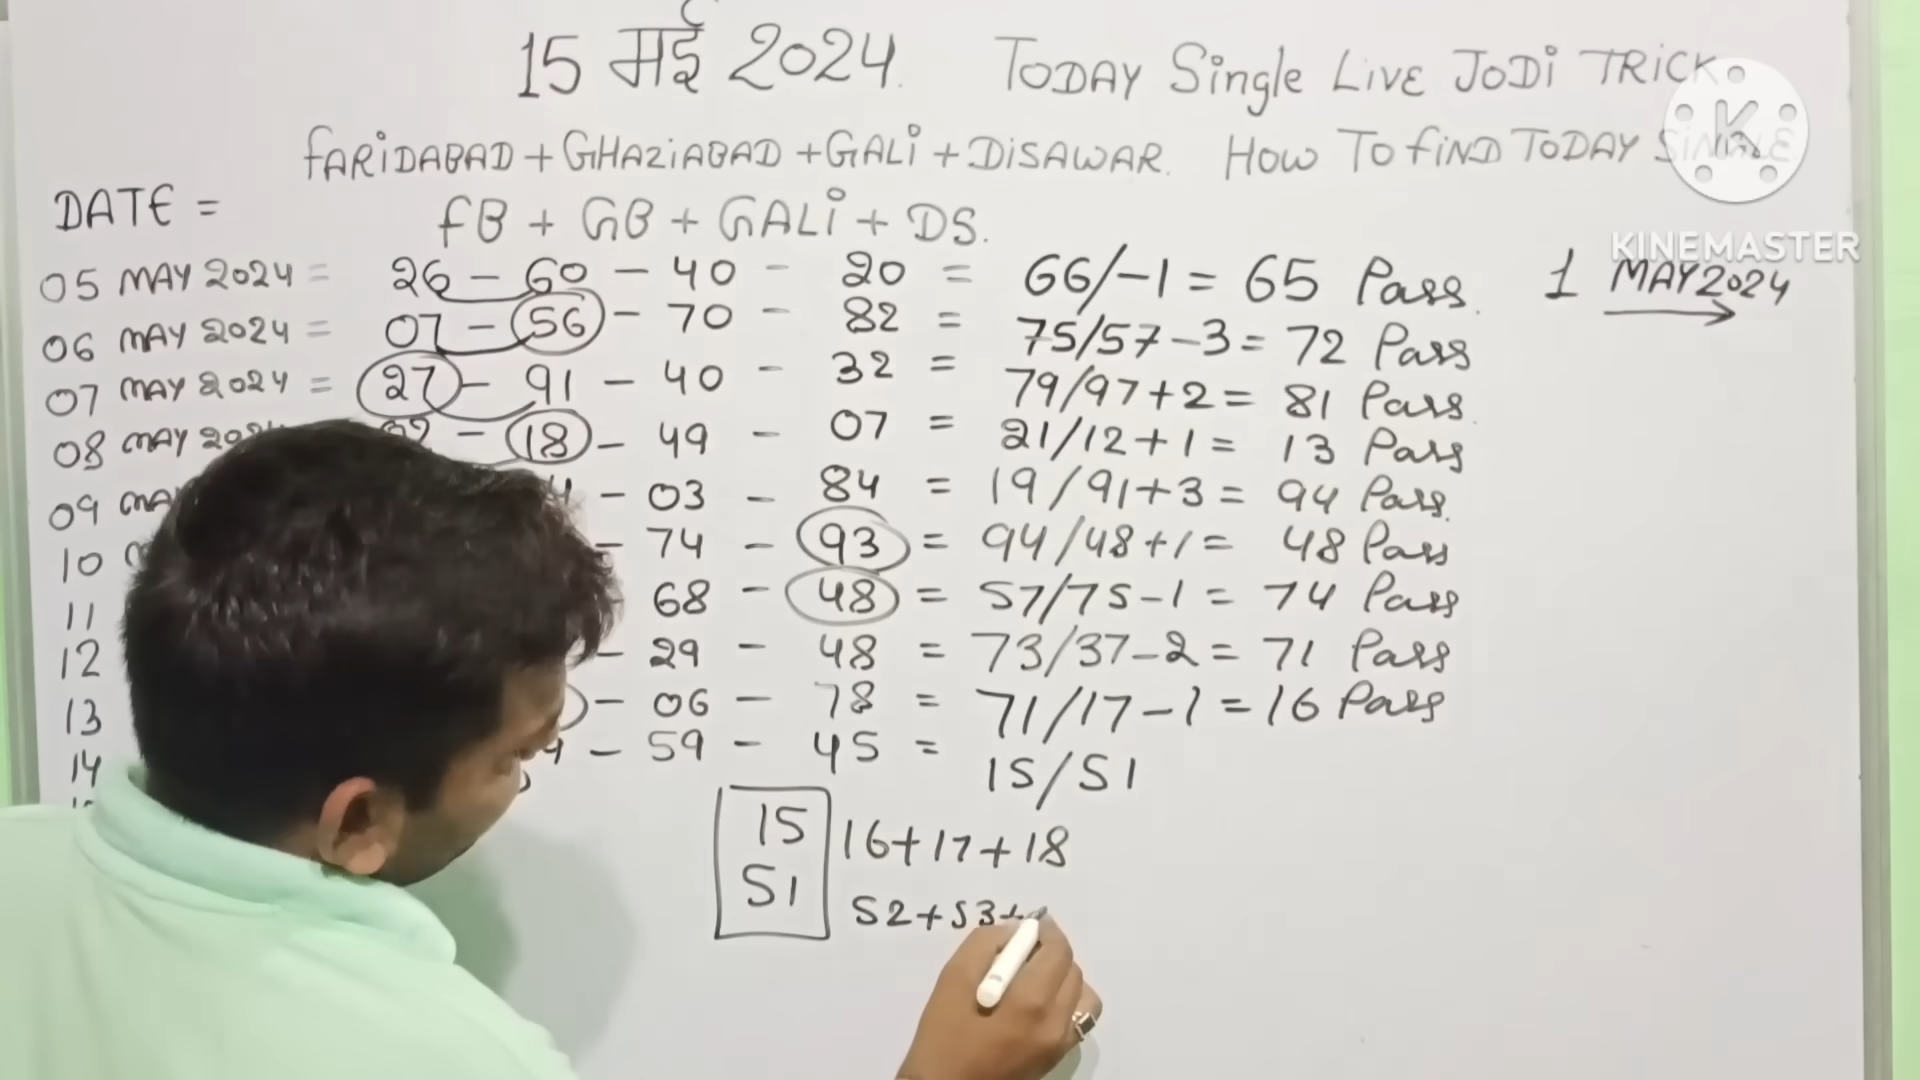 15 मई 2024. TODAY Single LIVE JODi TRiCK
FARiDABAD + GHAZiABAD + GALi + DiSAWAR. HOW TO FiND TODAY SiNGLE
KINEMASTER
DATE = FB + GB + GALi + DS.
05 MAY 2024 = 26 - 60 - 40 - 20 = 66/-1 = 65 Pass. 1 MAY 2024
06 MAY 2024 = 07 - 56 - 70 - 82 = 75/57-3 = 72 Pass
07 MAY 2024 = 27 - 91 - 40 - 32 = 79/97+2 = 81 Pass.
08 MAY - 18 - 49 - 07 = 21/12+1 = 13 Pass
09 - 03 - 84 = 19/91+3 = 94 Pass.
10 - 74 - 93 = 94/48+1 = 48 Pass
11 68 - 48 = 57/75-1 = 74 Pass
12 - 29 - 48 = 73/37-2 = 71 Pass
13 - 06 - 78 = 71/17-1 = 16 Pass
14 - 59 - 45 = 15/51
15 16+17+18
51 52+53+